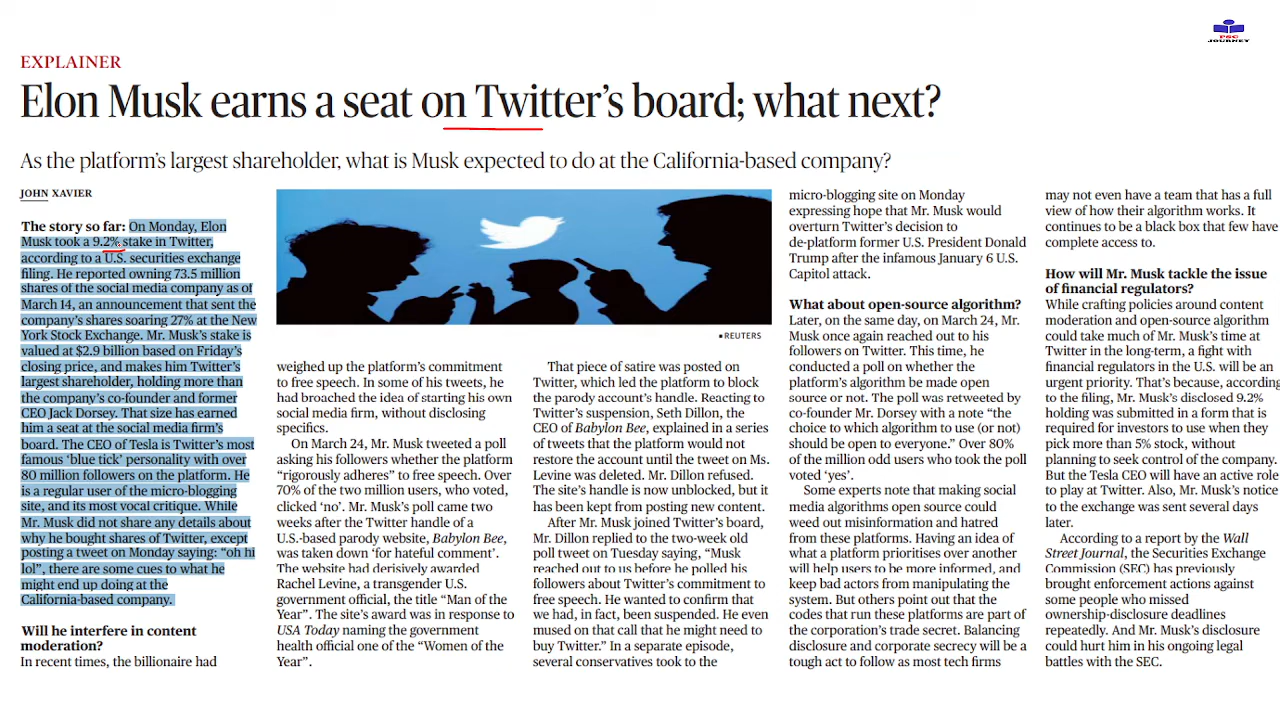 PSC
JOURNEY
EXPLAINER
Elon Musk earns a seat on Twitter's board; what next?
As the platform's largest shareholder, what is Musk expected to do at the California-based company?
JOHN XAVIER
The story so far: On Monday, Elon
Musk took a 9.2% stake in Twitter,
according to a U.S. securities exchange
filing. He reported owning 73.5 million
shares of the social media company as of
March 14, an announcement that sent the
company's shares soaring 27% at the New
York Stock Exchange. Mr. Musk's stake is
valued at $2.9 billion based on Friday's
closing price, and makes him Twitter's
largest shareholder, holding more than
the company's co-founder and former
CEO Jack Dorsey. That size has earned
him a seat at the social media firm's
board. The CEO of Tesla is Twitter's most
famous 'blue tick' personality with over
80 million followers on the platform. He
is a regular user of the micro-blogging
site, and its most vocal critique. While
Mr. Musk did not share any details about
why he bought shares of Twitter, except
posting a tweet on Monday saying: "oh hi
lol", there are some cues to what he
might end up doing at the
California-based company.
Will he interfere in content
moderation?
In recent times, the billionaire had
▪REUTERS
weighed up the platform's commitment
to free speech. In some of his tweets, he
had broached the idea of starting his own
social media firm, without disclosing
specifics.
On March 24, Mr. Musk tweeted a poll
asking his followers whether the platform
"rigorously adheres" to free speech. Over
70% of the two million users, who voted,
clicked 'no'. Mr. Musk's poll came two
weeks after the Twitter handle of a
U.S-based parody website, Babylon Bee,
was taken down 'for hateful comment'.
The website had derisively awarded
Rachel Levine, a transgender U.S.
government official, the title "Man of the
Year". The site's award was in response to
USA Today naming the government
health official one of the "Women of the
Year".
That piece of satire was posted on
Twitter, which led the platform to block
the parody account's handle. Reacting to
Twitter's suspension, Seth Dillon, the
CEO of Babylon Bee, explained in a series
of tweets that the platform would not
restore the account until the tweet on Ms.
Levine was deleted. Mr. Dillon refused.
The site's handle is now unblocked, but it
has been kept from posting new content.
After Mr. Musk joined Twitter's board,
Mr. Dillon replied to the two-week old
poll tweet on Tuesday saying, "Musk
reached out to us before he polled his
followers about Twitter's commitment to
free speech. He wanted to confirm that
we had, in fact, been suspended. He even
mused on that call that he might need to
buy Twitter." In a separate episode,
several conservatives took to the
micro-blogging site on Monday
expressing hope that Mr. Musk would
overturn Twitter's decision to
de-platform former U.S. President Donald
Trump after the infamous January 6 U.S.
Capitol attack.
What about open-source algorithm?
Later, on the same day, on March 24, Mr.
Musk once again reached out to his
followers on Twitter. This time, he
conducted a poll on whether the
platform's algorithm be made open
source or not. The poll was retweeted by
co-founder Mr. Dorsey with a note "the
choice to which algorithm to use (or not)
should be open to everyone." Over 80%
of the million odd users who took the poll
voted 'yes'.
Some experts note that making social
media algorithms open source could
weed out misinformation and hatred
from these platforms. Having an idea of
what a platform prioritises over another
will help users to be more informed, and
keep bad actors from manipulating the
system. But others point out that the
codes that run these platforms are part of
the corporation's trade secret. Balancing
disclosure and corporate secrecy will be a
tough act to follow as most tech firms
may not even have a team that has a full
view of how their algorithm works. It
continues to be a black box that few have
complete access to.
How will Mr. Musk tackle the issue
of financial regulators?
While crafting policies around content
moderation and open-source algorithm
could take much of Mr. Musk's time at
Twitter in the long-term, a fight with
financial regulators in the U.S. will be an
urgent priority. That's because, according
to the filing, Mr. Musk's disclosed 9.2%
holding was submitted in a form that is
required for investors to use when they
pick more than 5% stock, without
planning to seek control of the company.
But the Tesla CEO will have an active role
to play at Twitter. Also, Mr. Musk's notice
to the exchange was sent several days
later.
According to a report by the Wall
Street Journal, the Securities Exchange
Commission (SEC) has previously
brought enforcement actions against
some people who missed
ownership-disclosure deadlines
repeatedly. And Mr. Musk's disclosure
could hurt him in his ongoing legal
battles with the SEC.